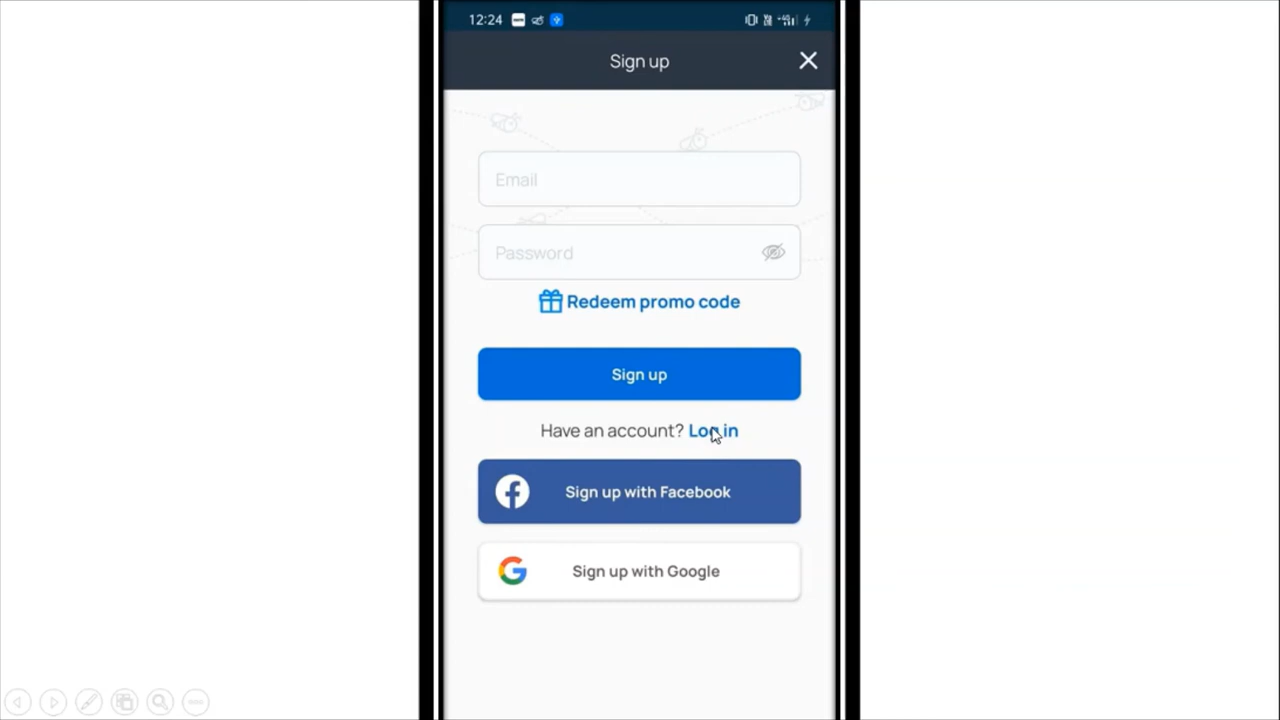 12:24
Sign up
Email
Password
Redeem promo code
Sign up
Have an account? Log in
Sign up with Facebook
Sign up with Google